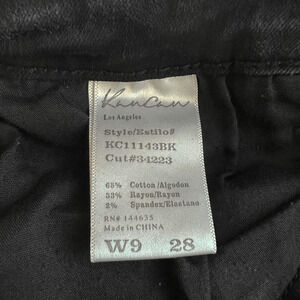 KanCan
Los Angeles
Style/Estilo#
KC11143BK
Cut#34223
65% Cotton/Algodon
33% Rayon/Rayon
2% Spandex/Elastano
RN# 144635
Made in CHINA
W9 28